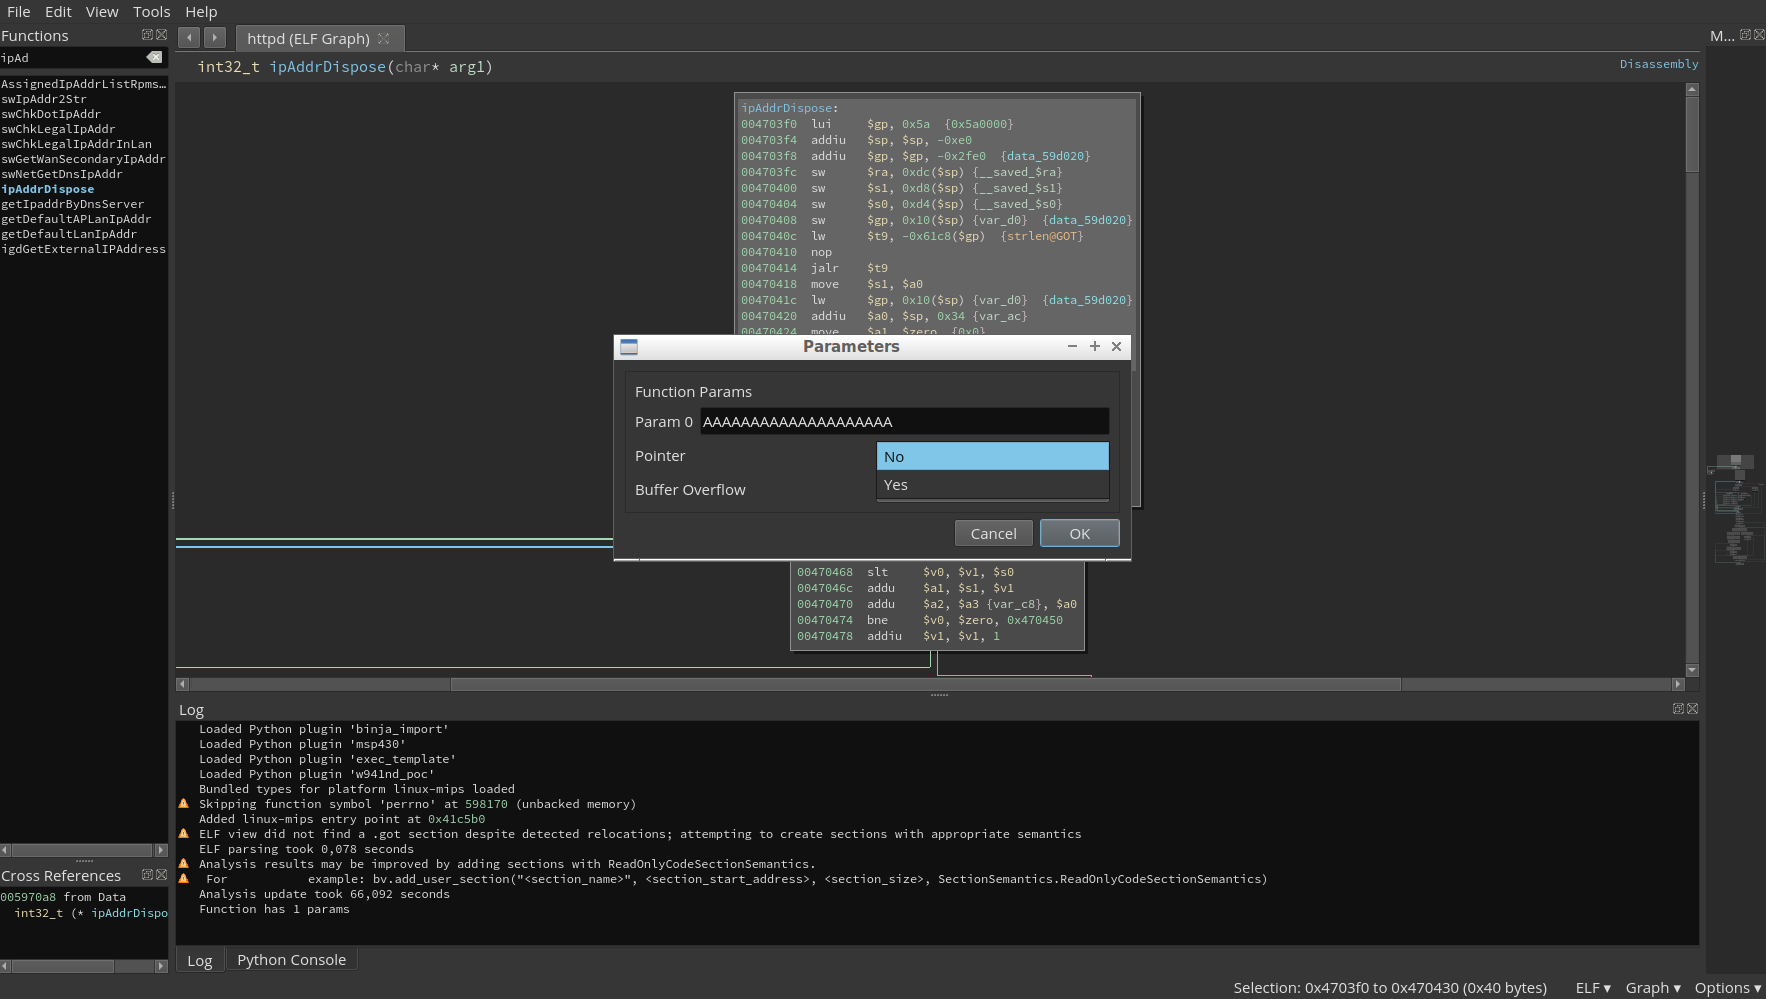 File Edit View Tools Help
Functions
ipAd
AssignedIpAddrListRpms…
swIpAddr2Str
swChkDotIpAddr
swChkLegalIpAddr
swChkLegalIpAddrInLan
swGetWanSecondaryIpAddr
swNetGetDnsIpAddr
ipAddrDispose
getIpaddrByDnsServer
getDefaultAPLanIpAddr
getDefaultLanIpAddr
igdGetExternalIPAddress
Cross References
005970a8 from Data
int32_t (* ipAddrDispo
httpd (ELF Graph)
int32_t ipAddrDispose(char* arg1)
Disassembly
M...
ipAddrDispose:
004703f0 lui $gp, 0x5a {0x5a0000}
004703f4 addiu $sp, $sp, -0xe0
004703f8 addiu $gp, $gp, -0x2fe0 {data_59d020}
004703fc sw $ra, 0xdc($sp) {__saved_$ra}
00470400 sw $s1, 0xd8($sp) {__saved_$s1}
00470404 sw $s0, 0xd4($sp) {__saved_$s0}
00470408 sw $gp, 0x10($sp) {var_d0} {data_59d020}
0047040c lw $t9, -0x61c8($gp) {strlen@GOT}
00470410 nop
00470414 jalr $t9
00470418 move $s1, $a0
0047041c lw $gp, 0x10($sp) {var_d0} {data_59d020}
00470420 addiu $a0, $sp, 0x34 {var_ac}
00470424 move $a1, $zero {0x0}
Parameters
Function Params
Param 0 AAAAAAAAAAAAAAAAAAAA
Pointer No
Yes
Buffer Overflow
Cancel OK
00470468 slt $v0, $v1, $s0
0047046c addu $a1, $s1, $v1
00470470 addu $a2, $a3 {var_c8}, $a0
00470474 bne $v0, $zero, 0x470450
00470478 addiu $v1, $v1, 1
Log
Loaded Python plugin 'binja_import'
Loaded Python plugin 'msp430'
Loaded Python plugin 'exec_template'
Loaded Python plugin 'w941nd_poc'
Bundled types for platform linux-mips loaded
Skipping function symbol 'perrno' at 598170 (unbacked memory)
Added linux-mips entry point at 0x41c5b0
ELF view did not find a .got section despite detected relocations; attempting to create sections with appropriate semantics
ELF parsing took 0,078 seconds
Analysis results may be improved by adding sections with ReadOnlyCodeSectionSemantics.
For example: bv.add_user_section("<section_name>", <section_start_address>, <section_size>, SectionSemantics.ReadOnlyCodeSectionSemantics)
Analysis update took 66,092 seconds
Function has 1 params
Log Python Console
Selection: 0x4703f0 to 0x470430 (0x40 bytes) ELF ▾ Graph ▾ Options ▾